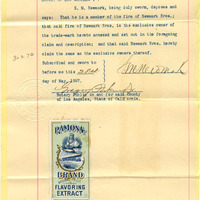 S. M. Newmark, being duly sworn, deposes and
says: That he is a member of the firm of Newmark Bros.;
that said firm of Newmark Bros. is the exclusive owner of
the trade-mark hereto annexed and set out in the foregoing
claim and description; and that said Newmark Bros. hereby
claim the same as the exclusive owners thereof.
Subscribed and sworn to
before me this
day of May, 1907.
Notary Public in and for said County
of Los Angeles, State of California.
RAMONA
BRAND
FLAVORING
EXTRACT